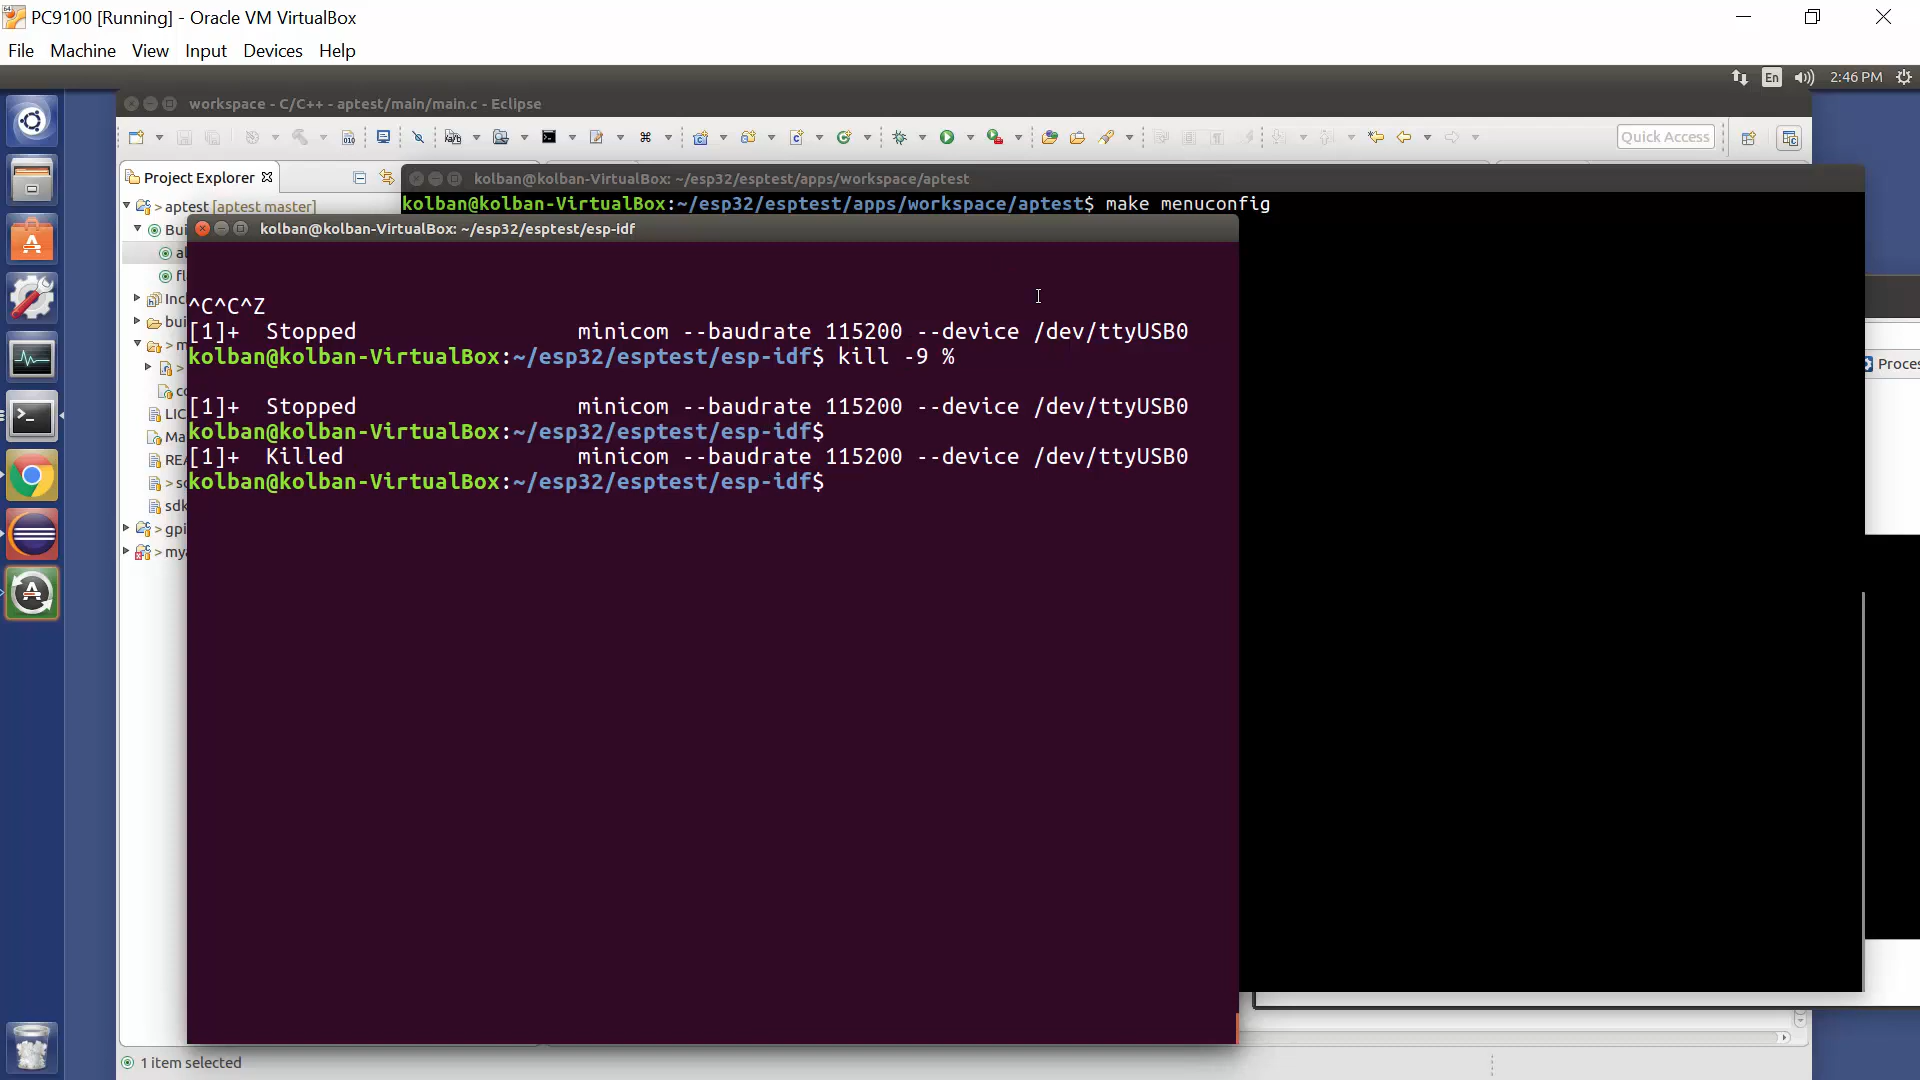 PC9100 [Running] - Oracle VM VirtualBox
File Machine View Input Devices Help
En 2:46 PM
workspace - C/C++ - aptest/main/main.c - Eclipse
Quick Access
Project Explorer
kolban@kolban-VirtualBox: ~/esp32/esptest/apps/workspace/aptest
> aptest [aptest master]
kolban@kolban-VirtualBox:~/esp32/esptest/apps/workspace/aptest$ make menuconfig
kolban@kolban-VirtualBox: ~/esp32/esptest/esp-idf
^C^C^Z
[1]+ Stopped minicom --baudrate 115200 --device /dev/ttyUSB0
kolban@kolban-VirtualBox:~/esp32/esptest/esp-idf$ kill -9 %
[1]+ Stopped minicom --baudrate 115200 --device /dev/ttyUSB0
kolban@kolban-VirtualBox:~/esp32/esptest/esp-idf$
[1]+ Killed minicom --baudrate 115200 --device /dev/ttyUSB0
kolban@kolban-VirtualBox:~/esp32/esptest/esp-idf$
1 item selected